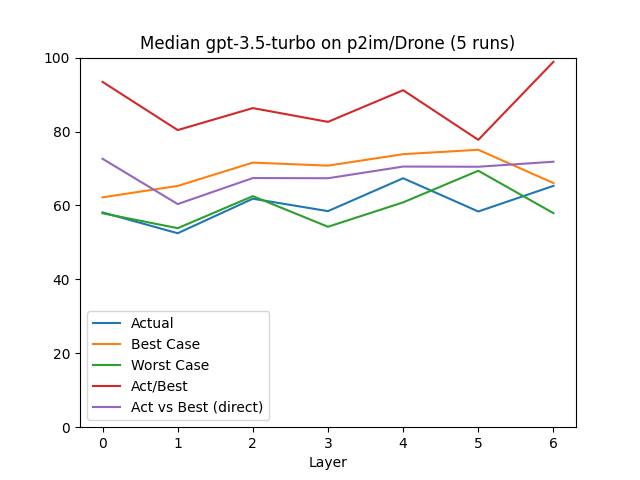 Median gpt-3.5-turbo on p2im/Drone (5 runs)
100
80
60
40
20
0
Actual
Best Case
Worst Case
Act/Best
Act vs Best (direct)
0 1 2 3 4 5 6
Layer